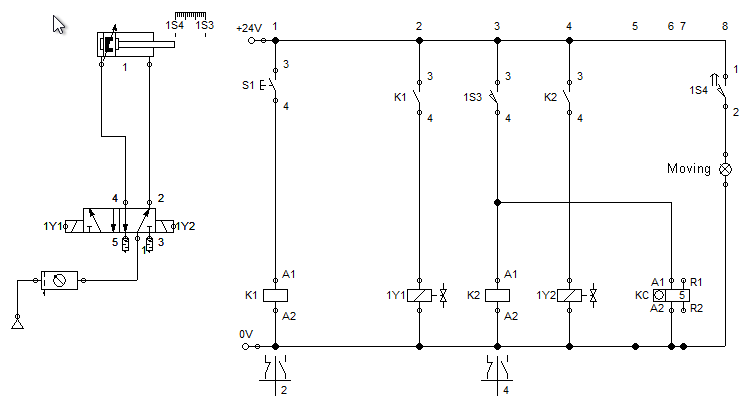 1S4 1S3
+24V 1 2 3 4 5 6 7 8
1
3 3 3 3 1
S1 K1 1S3 K2 1S4
4 4 4 4 2
Moving
4 2
1Y1 1Y2
5 1 3
A1 A1 A1 R1
K1 1Y1 K2 1Y2 KC 5
A2 A2 A2 R2
0V
2 4